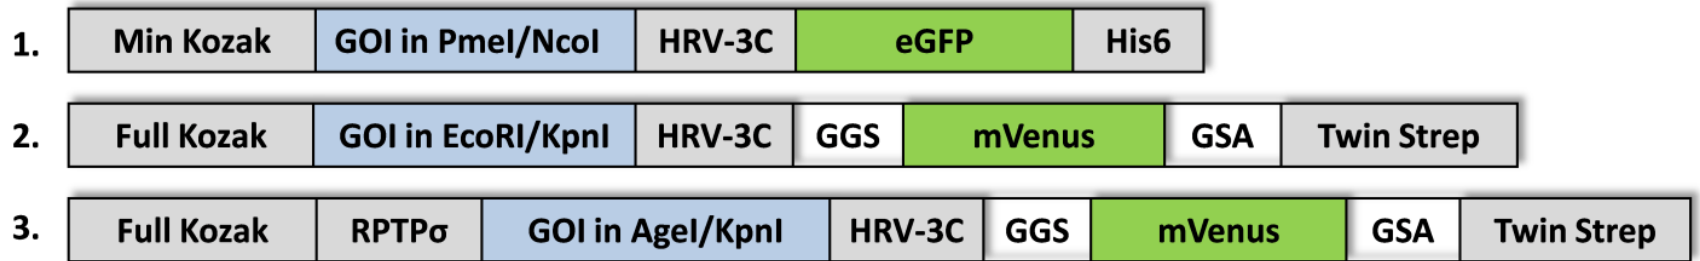 1. Min Kozak GOI in PmeI/NcoI HRV-3C eGFP His6
2. Full Kozak GOI in EcoRI/KpnI HRV-3C GGS mVenus GSA Twin Strep
3. Full Kozak RPTPσ GOI in AgeI/KpnI HRV-3C GGS mVenus GSA Twin Strep